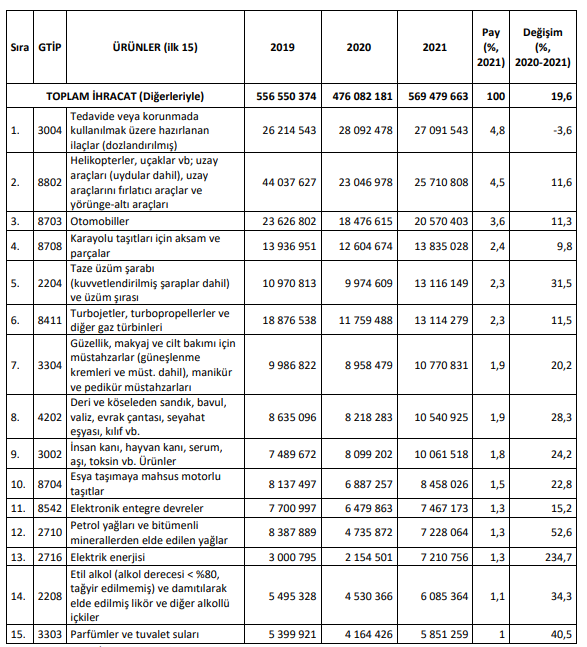 Sıra GTİP ÜRÜNLER (ilk 15) 2019 2020 2021 Pay (%, 2021) Değişim (%, 2020-2021)
TOPLAM İHRACAT (Diğerleriyle) 556 550 374 476 082 181 569 479 663 100 19,6
1. 3004 Tedavide veya korunmada
kullanılmak üzere hazırlanan
ilaçlar (dozlandırılmış) 26 214 543 28 092 478 27 091 543 4,8 -3,6
2. 8802 Helikopterler, uçaklar vb; uzay
araçları (uydular dahil), uzay
araçlarını fırlatıcı araçlar ve
yörünge-altı araçları 44 037 627 23 046 978 25 710 808 4,5 11,6
3. 8703 Otomobiller 23 626 802 18 476 615 20 570 403 3,6 11,3
4. 8708 Karayolu taşıtları için aksam ve
parçalar 13 936 951 12 604 674 13 835 028 2,4 9,8
5. 2204 Taze üzüm şarabı
(kuvvetlendirilmiş şaraplar dahil)
ve üzüm şırası 10 970 813 9 974 609 13 116 149 2,3 31,5
6. 8411 Turbojetler, turbopropellerler ve
diğer gaz türbinleri 18 876 538 11 759 488 13 114 279 2,3 11,5
7. 3304 Güzellik, makyaj ve cilt bakımı için
müstahzarlar (güneşlenme
kremleri ve müst. dahil), manikür
ve pedikür müstahzarları 9 986 822 8 958 479 10 770 831 1,9 20,2
8. 4202 Deri ve köseleden sandık, bavul,
valiz, evrak çantası, seyahat
eşyası, kılıf vb. 8 635 096 8 218 283 10 540 925 1,9 28,3
9. 3002 İnsan kanı, hayvan kanı, serum,
aşı, toksin vb. Ürünler 7 489 672 8 099 202 10 061 518 1,8 24,2
10. 8704 Esya taşımaya mahsus motorlu
taşıtlar 8 137 497 6 887 257 8 458 026 1,5 22,8
11. 8542 Elektronik entegre devreler 7 700 997 6 479 863 7 467 173 1,3 15,2
12. 2710 Petrol yağları ve bitümenli
minerallerden elde edilen yağlar 8 387 889 4 735 872 7 228 064 1,3 52,6
13. 2716 Elektrik enerjisi 3 000 795 2 154 501 7 210 756 1,3 234,7
14. 2208 Etil alkol (alkol derecesi < %80,
tağyir edilmemiş) ve damıtılarak
elde edilmiş likör ve diğer alkollü
içkiler 5 495 328 4 530 366 6 085 364 1,1 34,3
15. 3303 Parfümler ve tuvalet suları 5 399 921 4 164 426 5 851 259 1 40,5